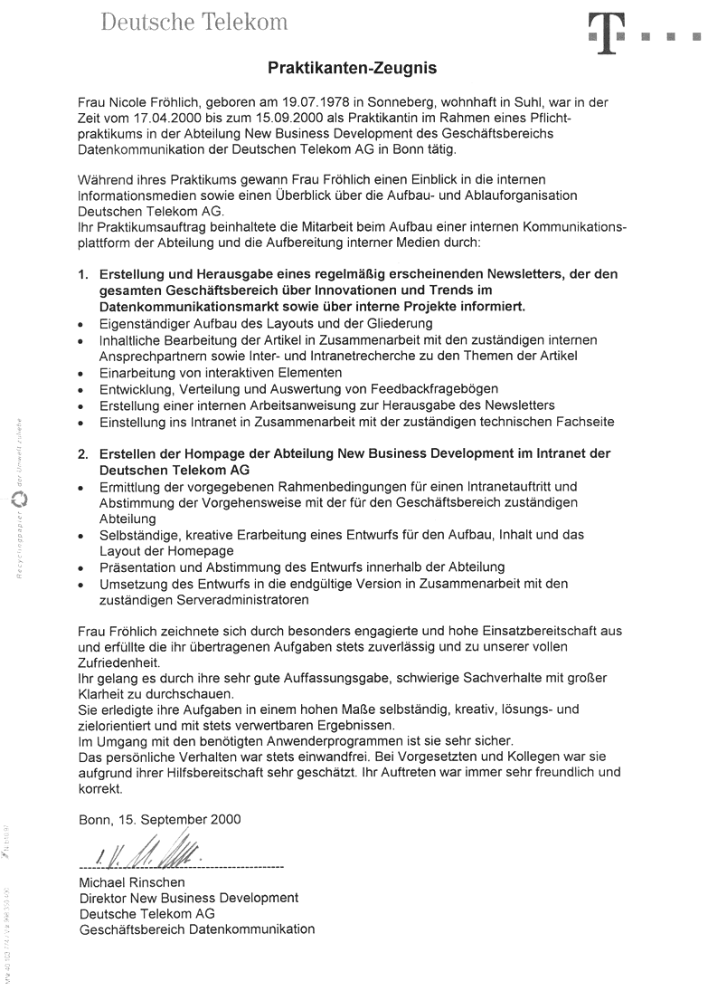 Deutsche Telekom
T
Praktikanten-Zeugnis
Frau Nicole Fröhlich, geboren am 19.07.1978 in Sonneberg, wohnhaft in Suhl, war in der
Zeit vom 17.04.2000 bis zum 15.09.2000 als Praktikantin im Rahmen eines Pflicht-
praktikums in der Abteilung New Business Development des Geschäftsbereichs
Datenkommunikation der Deutschen Telekom AG in Bonn tätig.
Während ihres Praktikums gewann Frau Fröhlich einen Einblick in die internen
Informationsmedien sowie einen Überblick über die Aufbau- und Ablauforganisation
Deutschen Telekom AG.
Ihr Praktikumsauftrag beinhaltete die Mitarbeit beim Aufbau einer internen Kommunikations-
plattform der Abteilung und die Aufbereitung interner Medien durch:
1. Erstellung und Herausgabe eines regelmäßig erscheinenden Newsletters, der den
gesamten Geschäftsbereich über Innovationen und Trends im
Datenkommunikationsmarkt sowie über interne Projekte informiert.
• Eigenständiger Aufbau des Layouts und der Gliederung
• Inhaltliche Bearbeitung der Artikel in Zusammenarbeit mit den zuständigen internen
Ansprechpartnern sowie Inter- und Intranetrecherche zu den Themen der Artikel
• Einarbeitung von interaktiven Elementen
• Entwicklung, Verteilung und Auswertung von Feedbackfragebögen
• Erstellung einer internen Arbeitsanweisung zur Herausgabe des Newsletters
• Einstellung ins Intranet in Zusammenarbeit mit der zuständigen technischen Fachseite
2. Erstellen der Hompage der Abteilung New Business Development im Intranet der
Deutschen Telekom AG
• Ermittlung der vorgegebenen Rahmenbedingungen für einen Intranetauftritt und
Abstimmung der Vorgehensweise mit der für den Geschäftsbereich zuständigen
Abteilung
• Selbständige, kreative Erarbeitung eines Entwurfs für den Aufbau, Inhalt und das
Layout der Homepage
• Präsentation und Abstimmung des Entwurfs innerhalb der Abteilung
• Umsetzung des Entwurfs in die endgültige Version in Zusammenarbeit mit den
zuständigen Serveradministratoren
Frau Fröhlich zeichnete sich durch besonders engagierte und hohe Einsatzbereitschaft aus
und erfüllte die ihr übertragenen Aufgaben stets zuverlässig und zu unserer vollen
Zufriedenheit.
Ihr gelang es durch ihre sehr gute Auffassungsgabe, schwierige Sachverhalte mit großer
Klarheit zu durchschauen.
Sie erledigte ihre Aufgaben in einem hohen Maße selbständig, kreativ, lösungs- und
zielorientiert und mit stets verwertbaren Ergebnissen.
Im Umgang mit den benötigten Anwenderprogrammen ist sie sehr sicher.
Das persönliche Verhalten war stets einwandfrei. Bei Vorgesetzten und Kollegen war sie
aufgrund ihrer Hilfsbereitschaft sehr geschätzt. Ihr Auftreten war immer sehr freundlich und
korrekt.
Bonn, 15. September 2000
Michael Rinschen
Direktor New Business Development
Deutsche Telekom AG
Geschäftsbereich Datenkommunikation
Recyclingpapier der Umwelt zuliebe